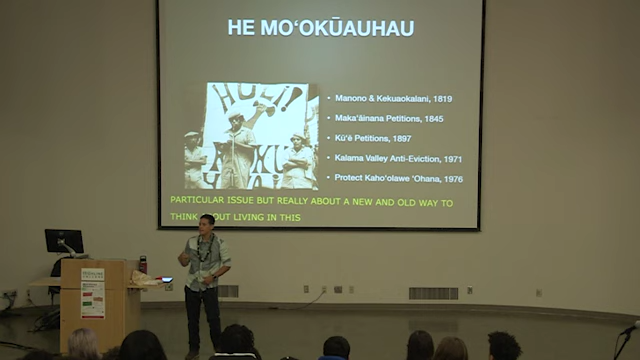 HE MOʻOKŪAUHAU
HULI!
• Manono & Kekuaokalani, 1819
• Makaʻāinana Petitions, 1845
• Kūʻē Petitions, 1897
• Kalama Valley Anti-Eviction, 1971
• Protect Kahoʻolawe ʻOhana, 1976
PARTICULAR ISSUE BUT REALLY ABOUT A NEW AND OLD WAY TO
THINK ABOUT LIVING IN THIS